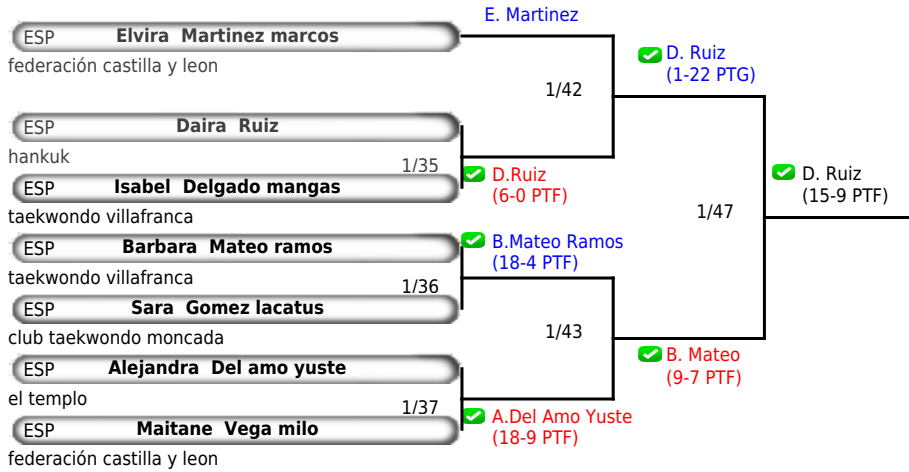 E. Martinez
ESP Elvira Martinez marcos
federación castilla y leon
D. Ruiz
(1-22 PTG)
1/42
ESP Daira Ruiz
hankuk
1/35
D.Ruiz
(6-0 PTF)
ESP Isabel Delgado mangas
taekwondo villafranca
D. Ruiz
(15-9 PTF)
1/47
ESP Barbara Mateo ramos
taekwondo villafranca
B.Mateo Ramos
(18-4 PTF)
1/36
ESP Sara Gomez lacatus
club taekwondo moncada
1/43
B. Mateo
(9-7 PTF)
ESP Alejandra Del amo yuste
el templo
1/37
A.Del Amo Yuste
(18-9 PTF)
ESP Maitane Vega milo
federación castilla y leon